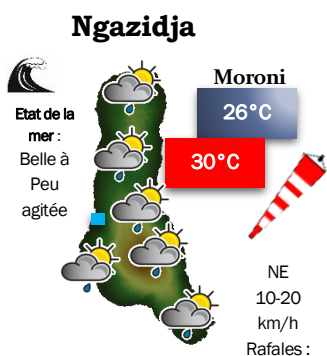 Ngazidja
Moroni
26°C
30°C
Etat de la
mer :
Belle à
Peu
agitée
NE
10-20
km/h
Rafales :